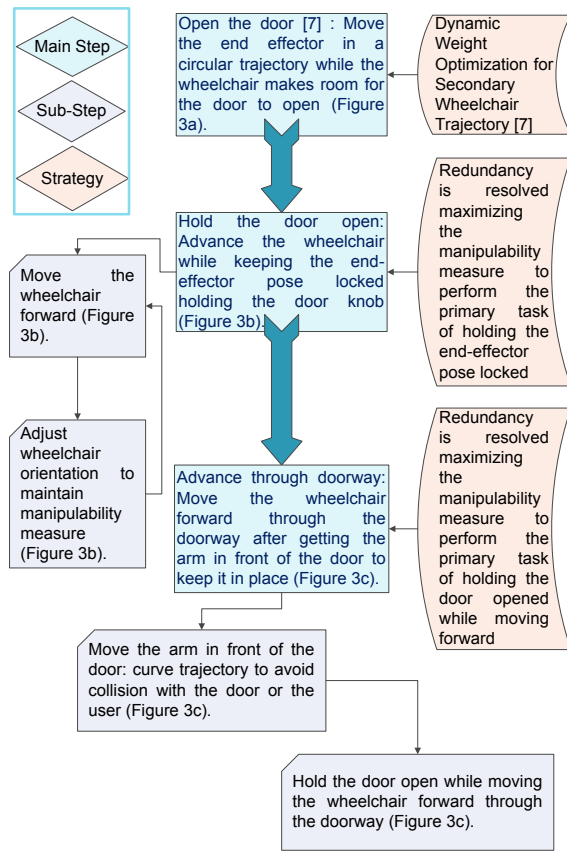 Main Step
Sub-Step
Strategy
Open the door [7] : Move
the end effector in a
circular trajectory while the
wheelchair makes room for
the door to open (Figure
3a).
Dynamic
Weight
Optimization for
Secondary
Wheelchair
Trajectory [7]
Hold the door open:
Advance the wheelchair
while keeping the end-
effector pose locked
holding the door knob
(Figure 3b).
Redundancy
is resolved
maximizing
the
manipulability
measure to
perform the
primary task
of holding the
end-effector
pose locked
Move the
wheelchair
forward (Figure
3b).
Adjust
wheelchair
orientation to
maintain
manipulability
measure
(Figure 3b).
Advance through doorway:
Move the wheelchair
forward through the
doorway after getting the
arm in front of the door to
keep it in place (Figure 3c).
Redundancy
is resolved
maximizing
the
manipulability
measure to
perform the
primary task
of holding the
door opened
while moving
forward
Move the arm in front of the
door: curve trajectory to avoid
collision with the door or the
user (Figure 3c).
Hold the door open while moving
the wheelchair forward through
the doorway (Figure 3c).